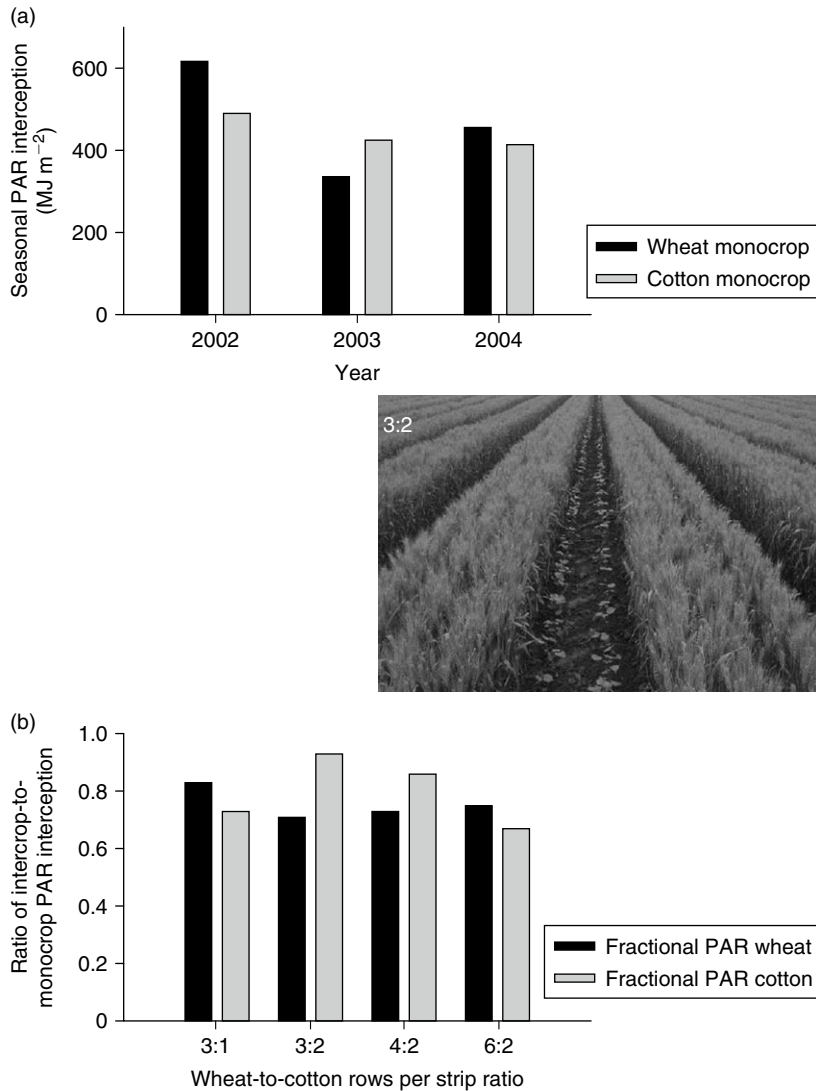 (a)
600
400
200
0
Seasonal PAR interception
(MJ m−2)
2002 2003 2004
Year
Wheat monocrop
Cotton monocrop
3:2
(b)
1.0
0.8
0.6
0.4
0.2
0
Ratio of intercrop-to-
monocrop PAR interception
3:1 3:2 4:2 6:2
Wheat-to-cotton rows per strip ratio
Fractional PAR wheat
Fractional PAR cotton